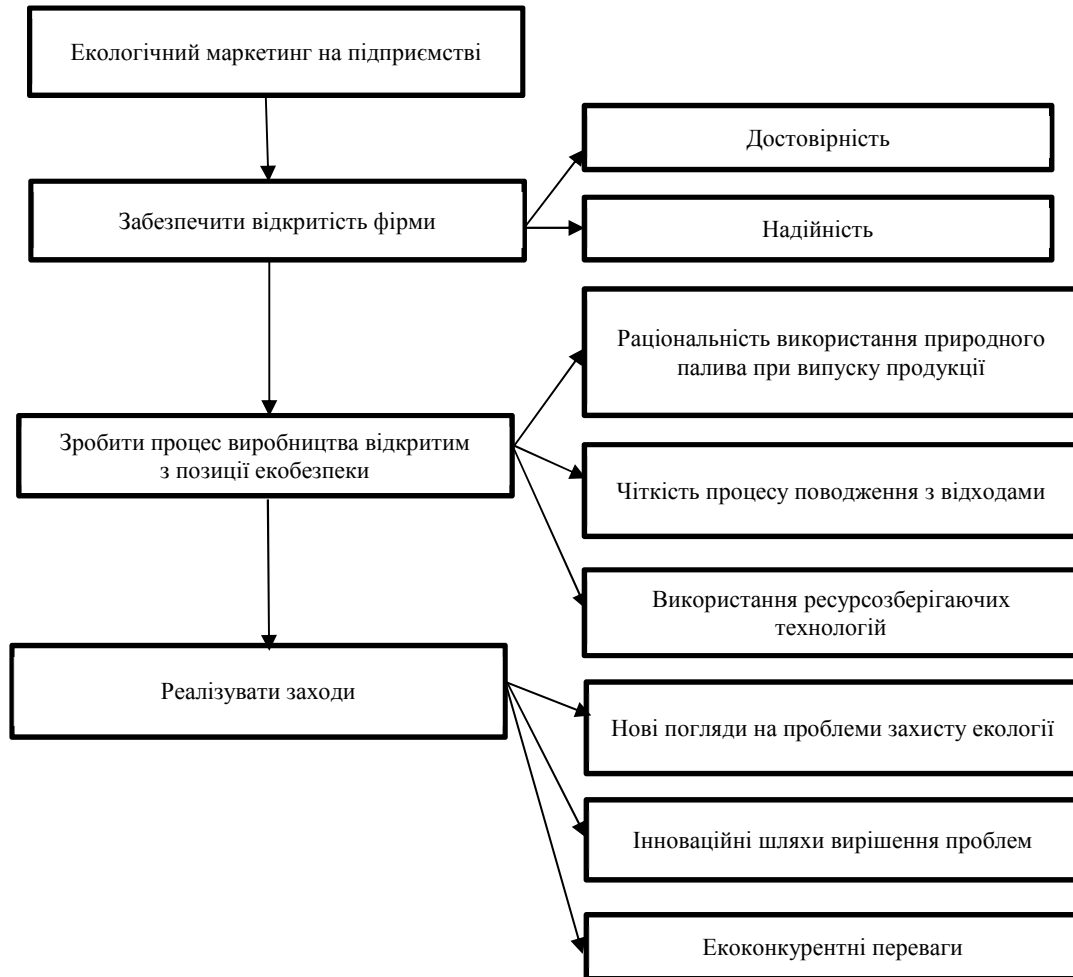 Екологічний маркетинг на підприємстві
Достовірність
Забезпечити відкритість фірми
Надійність
Раціональність використання природного
палива при випуску продукції
Зробити процес виробництва відкритим
з позиції екобезпеки
Чіткість процесу поводження з відходами
Використання ресурсозберігаючих
технологій
Реалізувати заходи
Нові погляди на проблеми захисту екології
Інноваційні шляхи вирішення проблем
Екоконкурентні переваги